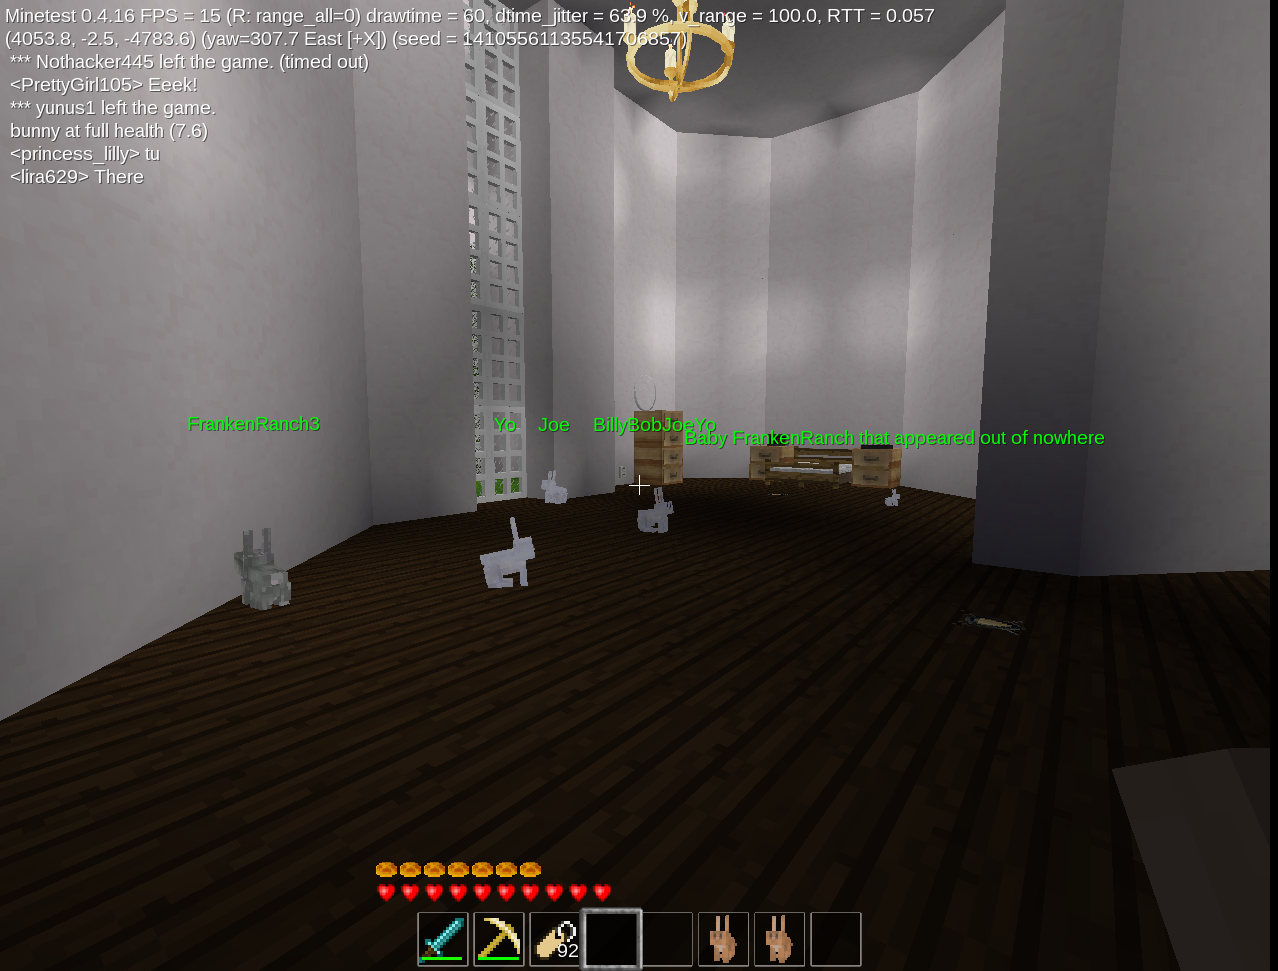 Minetest 0.4.16 FPS = 15 (R: range_all=0) drawtime = 60, dtime_jitter = 63.9 %, v_range = 100.0, RTT = 0.057
(4053.8, -2.5, -4783.6) (yaw=307.7 East [+X]) (seed = 14105561135541706857)
*** Nothacker445 left the game. (timed out)
<PrettyGirl105> Eeek!
*** yunus1 left the game.
bunny at full health (7.6)
<princess_lilly> tu
<lira629> There
FrankenRanch3
Yo
Joe
BillyBobJoeYo
Baby FrankenRanch that appeared out of nowhere
92